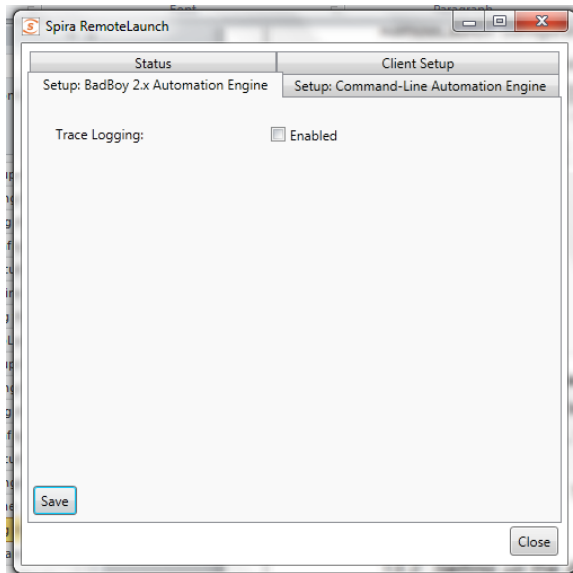 Spira RemoteLaunch
Status
Client Setup
Setup: BadBoy 2.x Automation Engine
Setup: Command-Line Automation Engine
Trace Logging:
Enabled
Save
Close